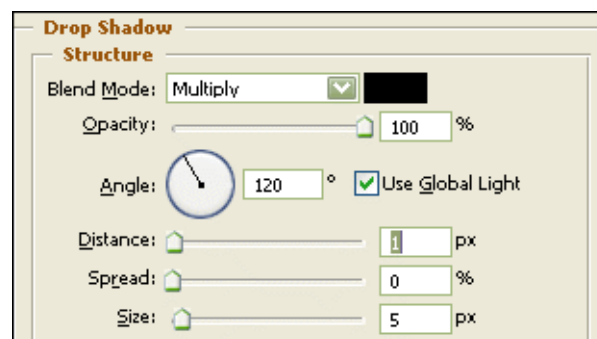 Drop Shadow
Structure
Blend Mode: Multiply
Opacity: 100 %
Angle: 120 ° Use Global Light
Distance: 1 px
Spread: 0 %
Size: 5 px